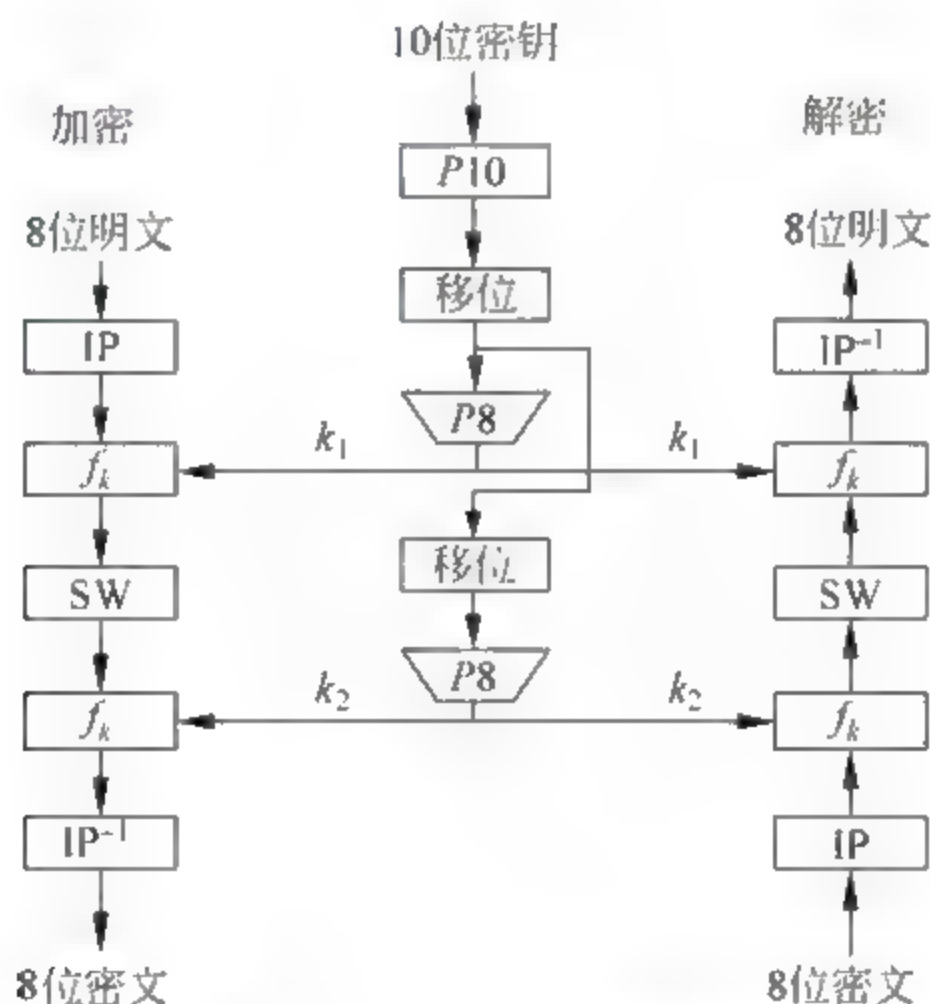 10位密钥
加密
解密
P10
8位明文
8位明文
移位
IP
IP⁻¹
P8
k₁
k₁
fₖ
fₖ
移位
SW
SW
P8
k₂
k₂
fₖ
fₖ
IP⁻¹
IP
8位密文
8位密文